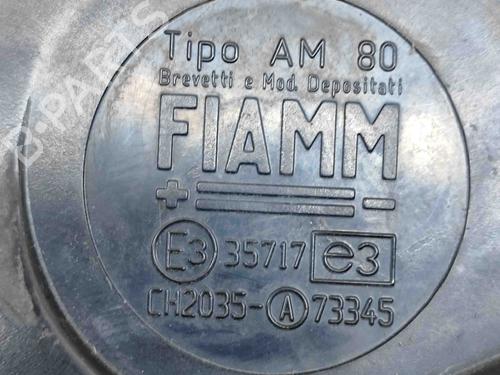 Tipo AM 80
Brevetti e Mod. Depositati
FIAMM
+ -
E3 35717 e3
CH2035-A 73345
B-PARTS